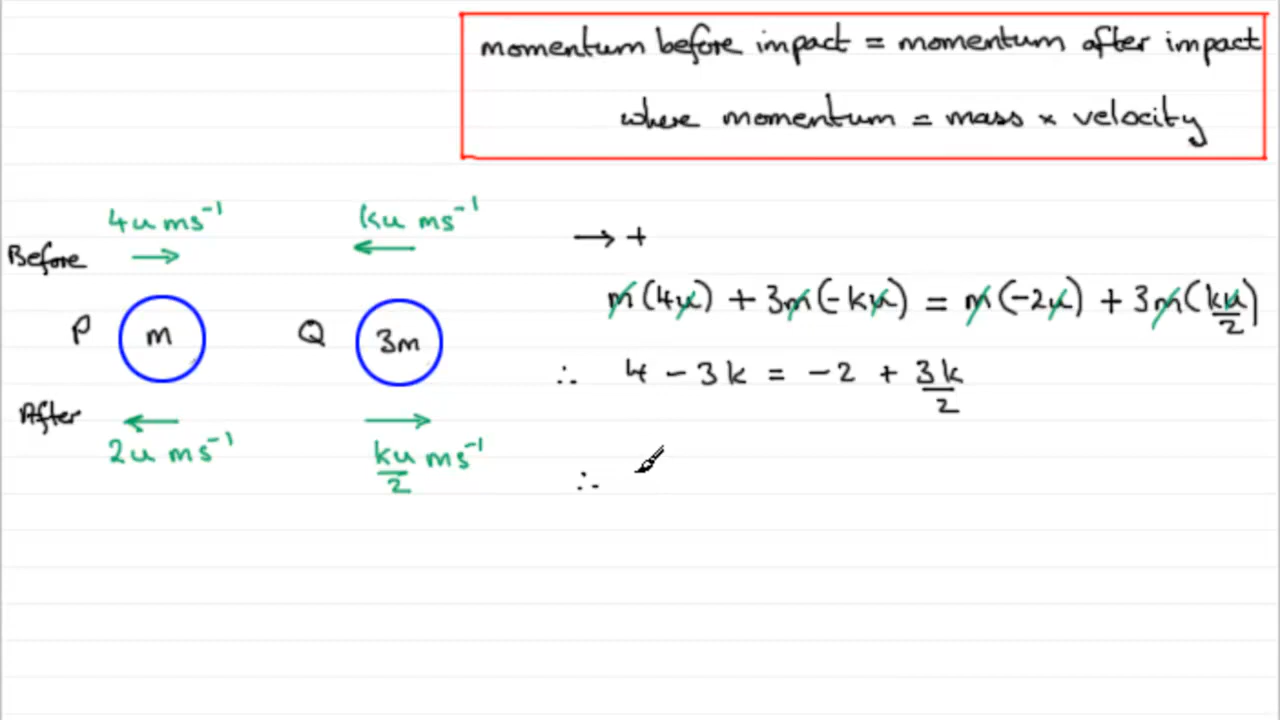 momentum before impact = momentum after impact
where momentum = mass × velocity
4u ms⁻¹
ku ms⁻¹
Before
→ +
m(4u) + 3m(-ku) = m(-2u) + 3m(ku/2)
P
m
Q
3m
∴ 4 - 3k = -2 + 3k/2
After
2u ms⁻¹
ku/2 ms⁻¹
∴